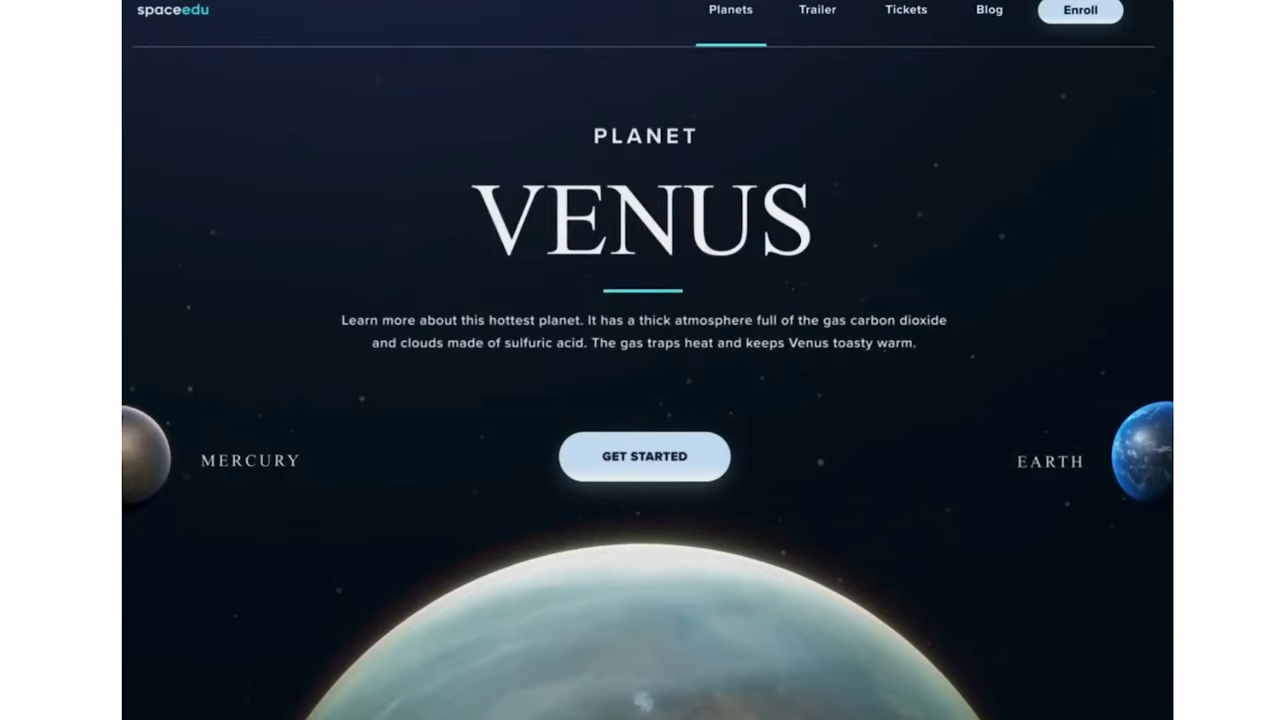 spaceedu
Planets
Trailer
Tickets
Blog
Enroll
PLANET
VENUS
Learn more about this hottest planet. It has a thick atmosphere full of the gas carbon dioxide
and clouds made of sulfuric acid. The gas traps heat and keeps Venus toasty warm.
MERCURY
GET STARTED
EARTH